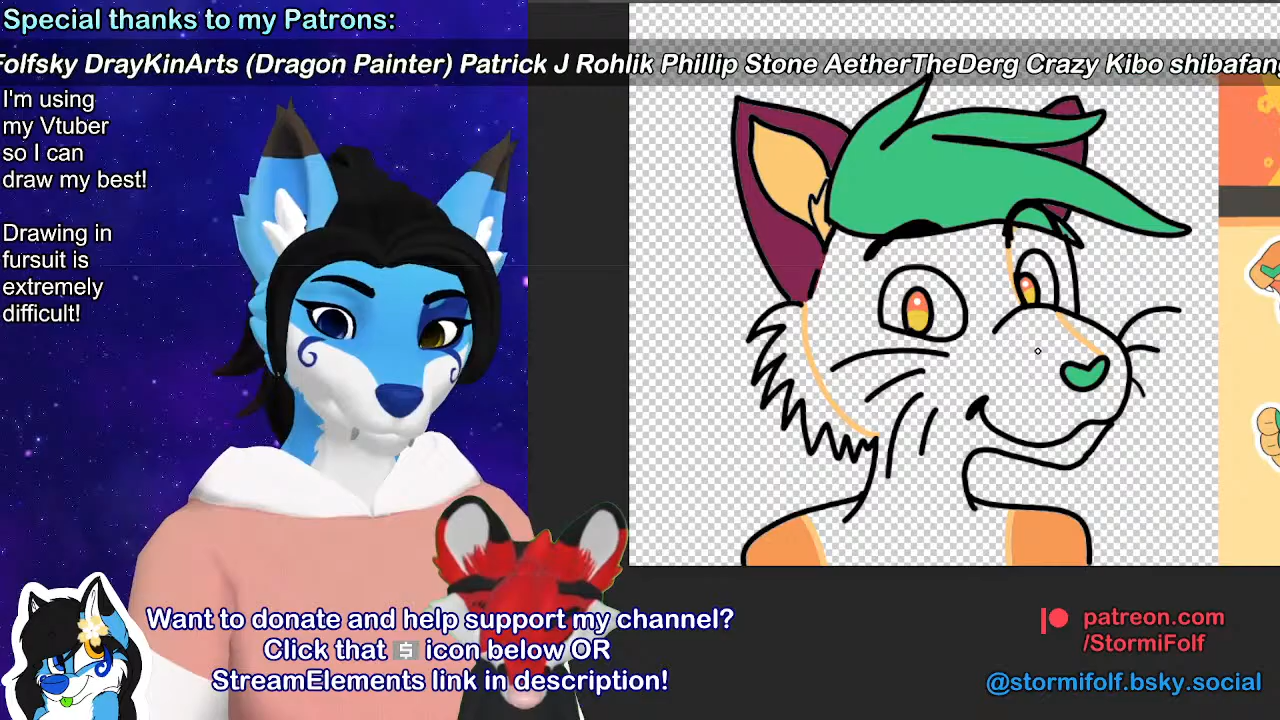 Special thanks to my Patrons:
Folfsky DrayKinArts (Dragon Painter) Patrick J Rohlik Phillip Stone AetherTheDerg Crazy Kibo shibafan
I'm using
my Vtuber
so I can
draw my best!
Drawing in
fursuit is
extremely
difficult!
Want to donate and help support my channel?
Click that $ icon below OR
StreamElements link in description!
patreon.com
/StormiFolf
@stormifolf.bsky.social